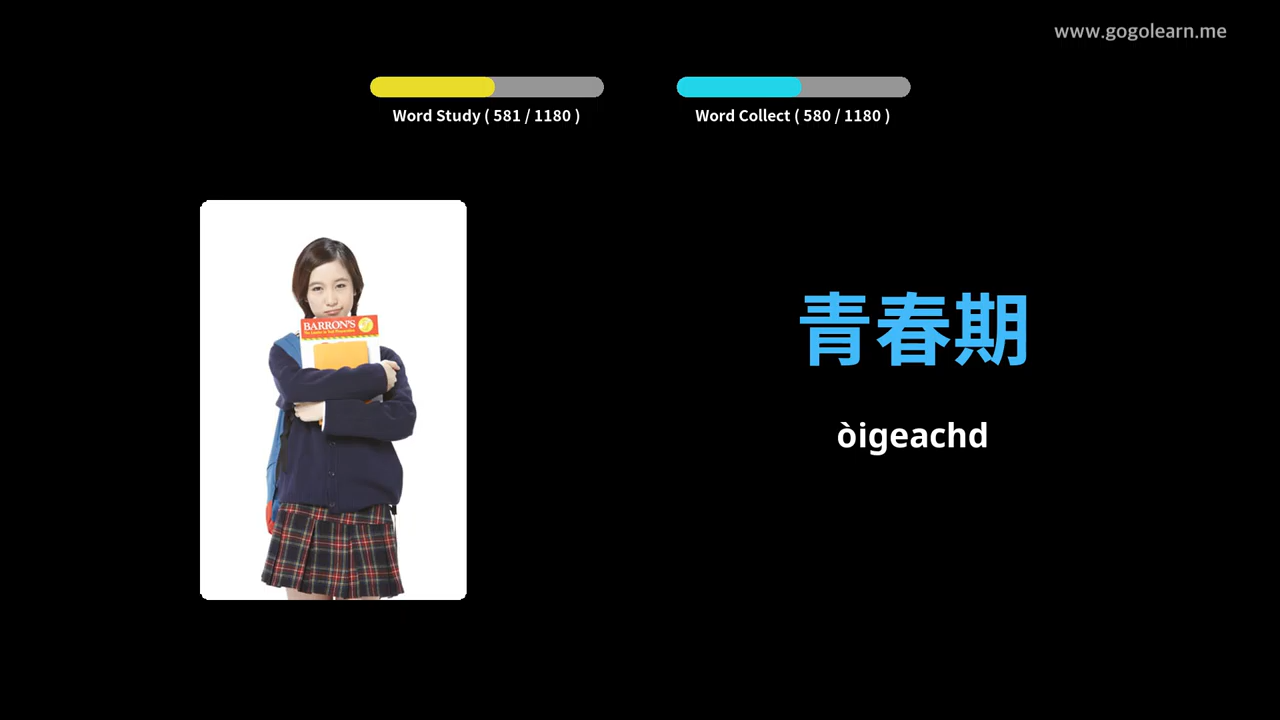 www.gogolearn.me
Word Study ( 581 / 1180 )
Word Collect ( 580 / 1180 )
BARRON'S
青春期
òigeachd